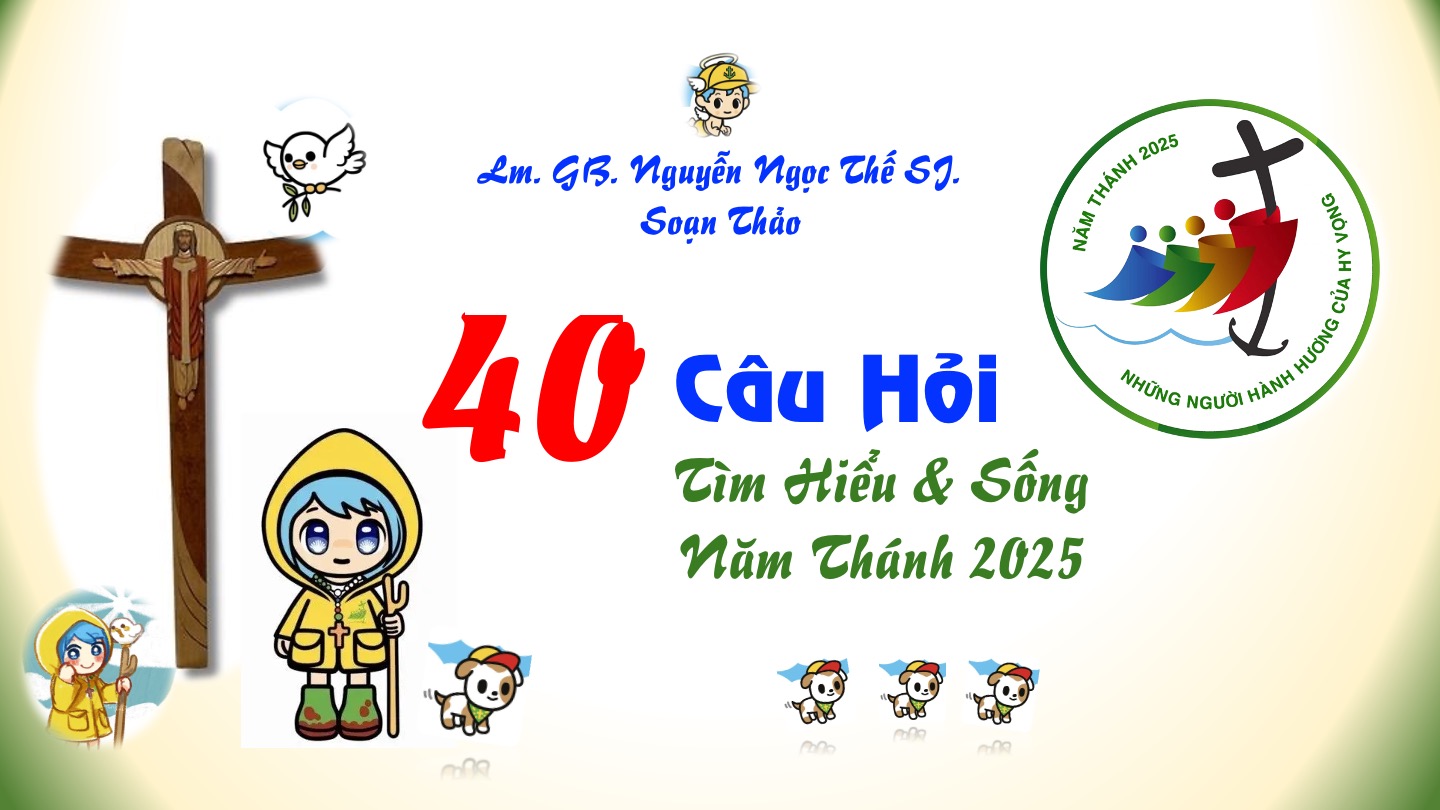 Lm. GB. Nguyễn Ngọc Thế SJ.
Soạn Thảo
NĂM THÁNH 2025
NHỮNG NGƯỜI HÀNH HƯƠNG CỦA HY VỌNG
40 Câu Hỏi
Tìm Hiểu & Sống
Năm Thánh 2025